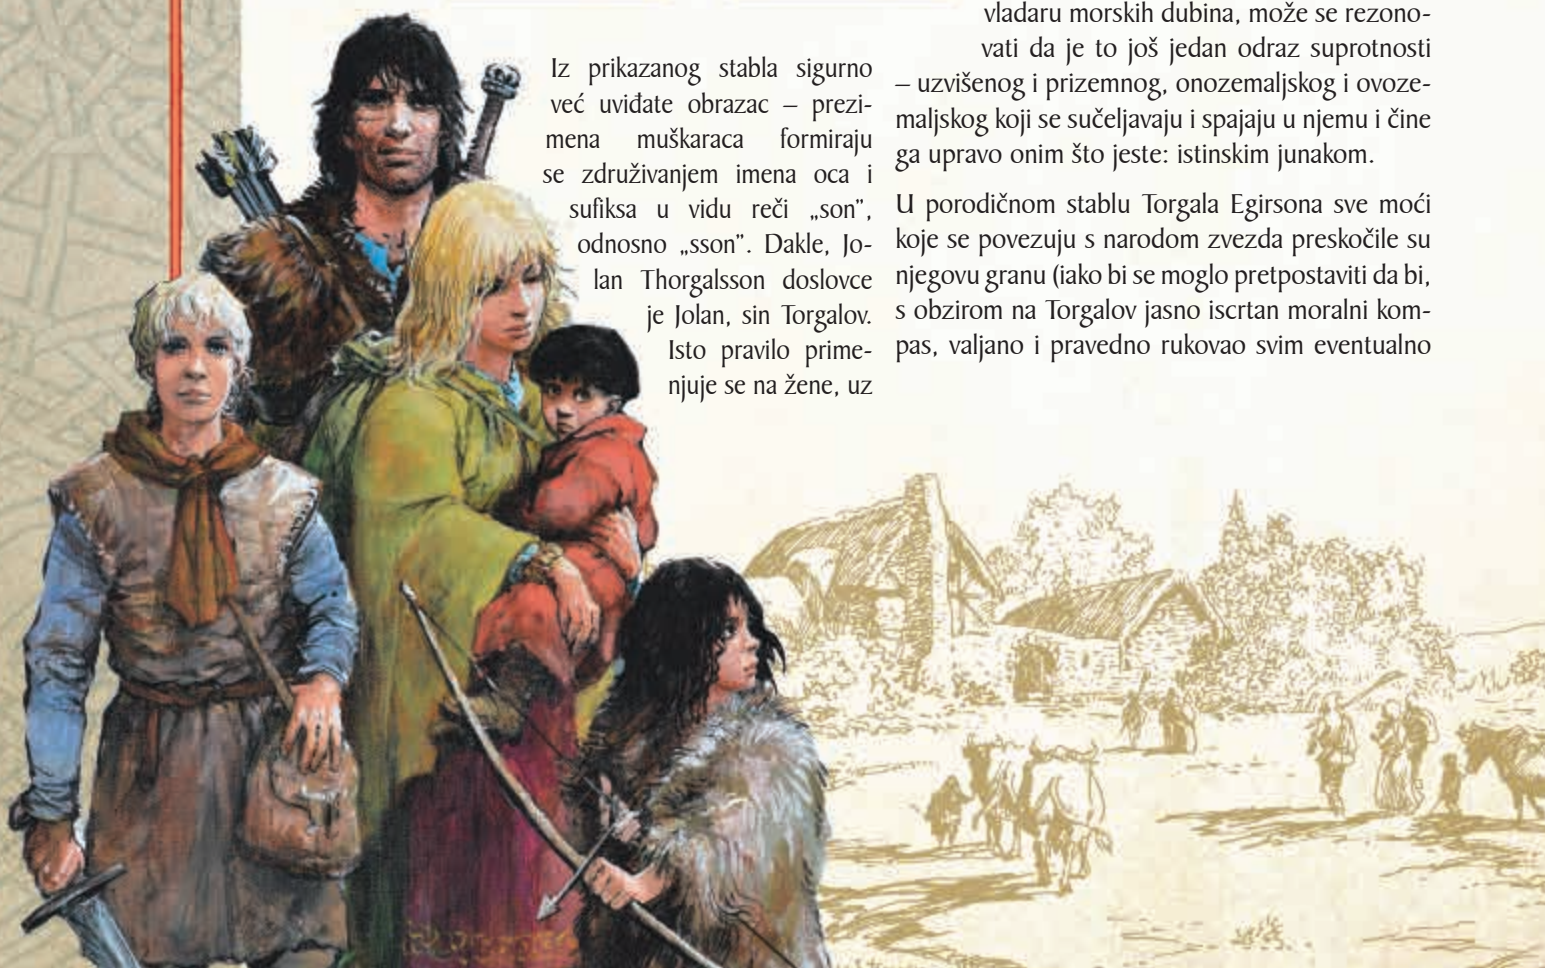 Iz prikazanog stabla sigurno
već uviđate obrazac – prezi-
mena muškaraca formiraju
se združivanjem imena oca i
sufiksa u vidu reči „son”,
odnosno „sson”. Dakle, Jo-
lan Thorgalsson doslovce
je Jolan, sin Torgalov.
Isto pravilo prime-
njuje se na žene, uz
vladaru morskih dubina, može se rezono-
vati da je to još jedan odraz suprotnosti
– uzvišenog i prizemnog, onozemaljskog i ovoze-
maljskog koji se sučeljavaju i spajaju u njemu i čine
ga upravo onim što jeste: istinskim junakom.
U porodičnom stablu Torgala Egirsona sve moći
koje se povezuju s narodom zvezda preskočile su
njegovu granu (iako bi se moglo pretpostaviti da bi,
s obzirom na Torgalov jasno iscrtan moralni kom-
pas, valjano i pravedno rukovao svim eventualno